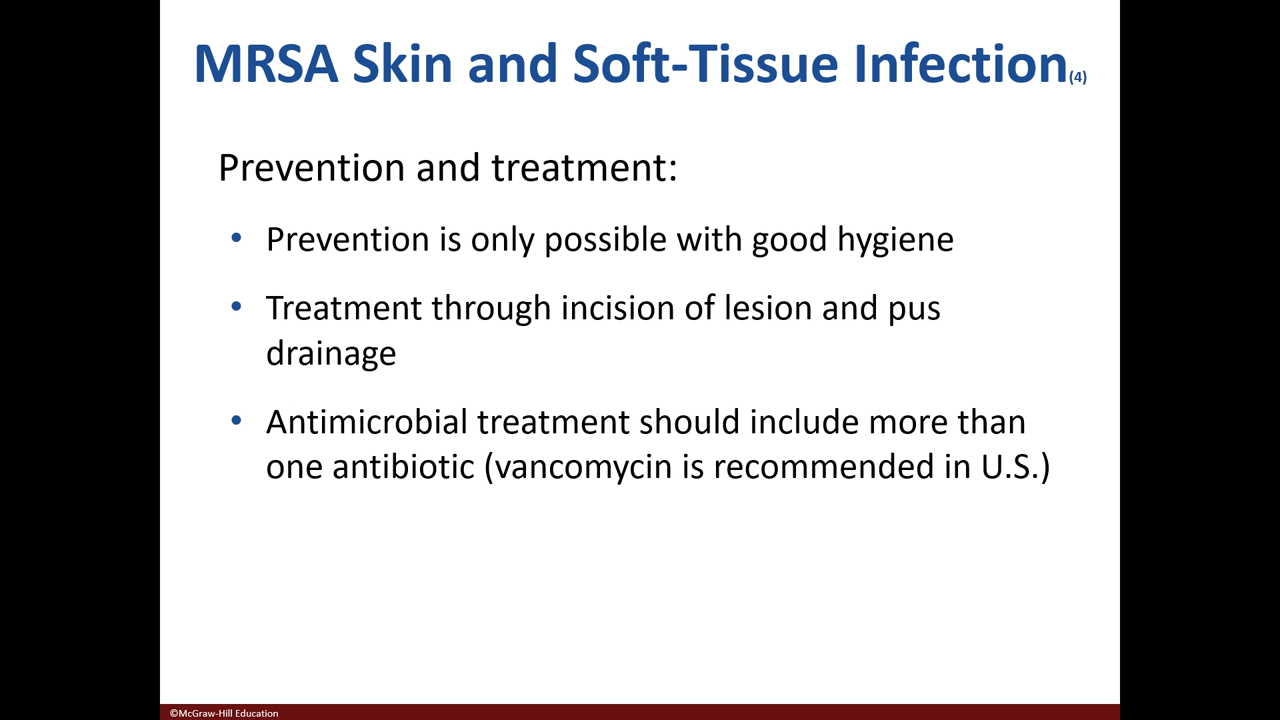 MRSA Skin and Soft-Tissue Infection(4)
Prevention and treatment:
• Prevention is only possible with good hygiene
• Treatment through incision of lesion and pus
drainage
• Antimicrobial treatment should include more than
one antibiotic (vancomycin is recommended in U.S.)
©McGraw-Hill Education